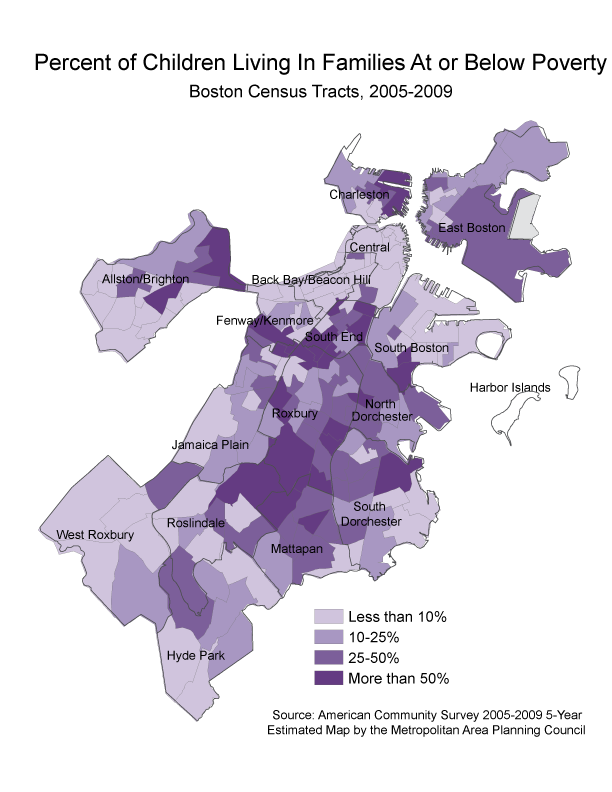 Percent of Children Living In Families At or Below Poverty
Boston Census Tracts, 2005-2009
Charleston
East Boston
Central
Allston/Brighton
Back Bay/Beacon Hill
Fenway/Kenmore
South End
South Boston
Harbor Islands
Roxbury
North
Dorchester
Jamaica Plain
South
Dorchester
Roslindale
West Roxbury
Mattapan
Hyde Park
Less than 10%
10-25%
25-50%
More than 50%
Source: American Community Survey 2005-2009 5-Year
Estimated Map by the Metropolitan Area Planning Council